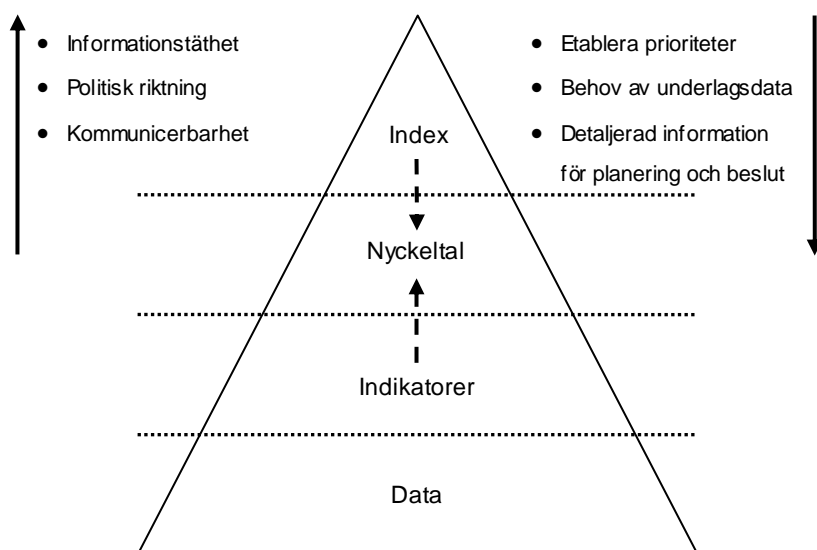 • Informationstäthet
• Politisk riktning
• Kommunicerbarhet
• Etablera prioriteter
• Behov av underlagsdata
• Detaljerad information
för planering och beslut
Index
Nyckeltal
Indikatorer
Data